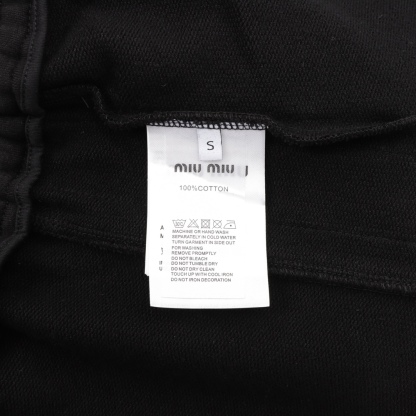 S
miu miu
100%COTTON
MACHINE OR HAND WASH
SEPARATELY IN COLD WATER
TURN GARMENT IN SIDE OUT
FOR WASHING
REMOVE PROMPTLY
DO NOT BLEACH
DO NOT TUMBLE DRY
DO NOT DRY CLEAN
TOUCH UP WITH COOL IRON
DO NOT IRON DECORATION